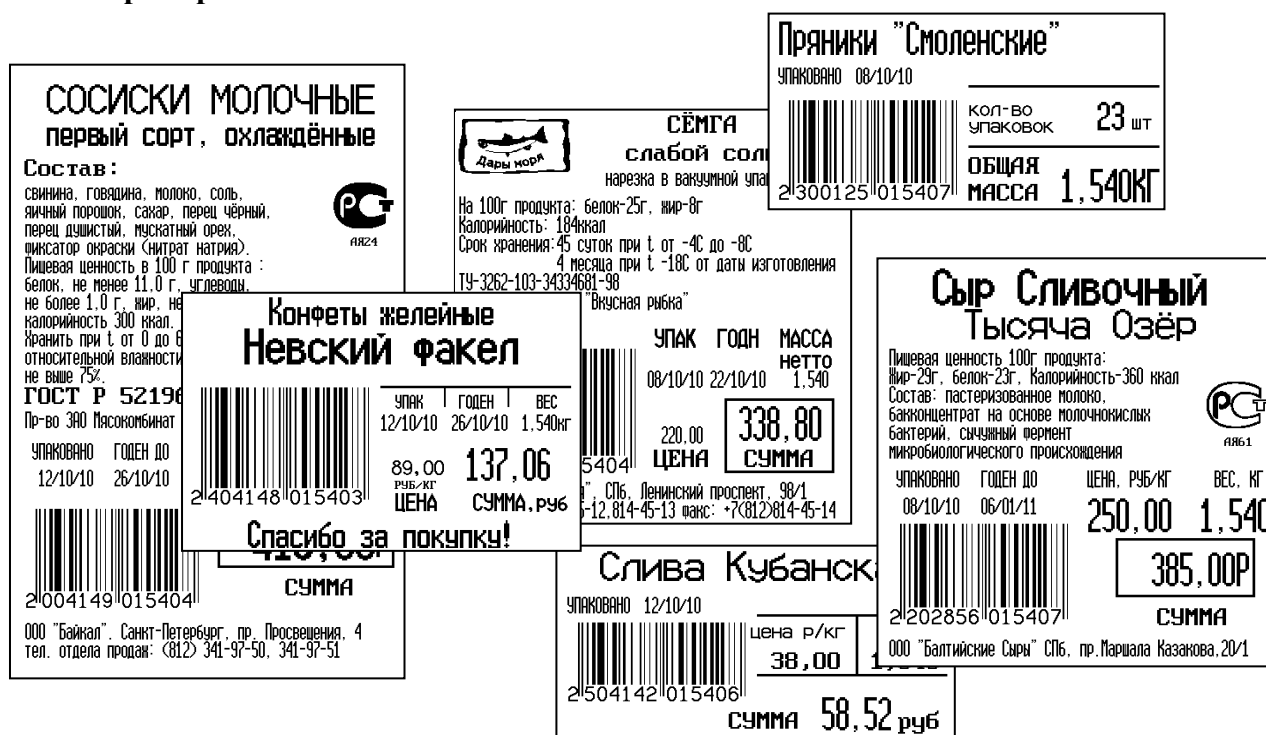 СОСИСКИ МОЛОЧНЫЕ
первый сорт, охлаждённые
Состав:
свинина, говядина, молоко, соль,
яичный порошок, сахар, перец чёрный,
перец душистый, мускатный орех,
фиксатор окраски (нитрат натрия).
АЯ24
Пищевая ценность в 100 г продукта :
белок, не менее 11,0 г, углеводы,
не более 1,0 г, жир, не
калорийность 300 ккал.
Хранить при t от 0 до 6
относительной влажности
не выше 75%.
ГОСТ Р 52196
Пр-во ЗАО Мясокомбинат
УПАКОВАНО ГОДЕН ДО
12/10/10 26/10/10
2 004149 015404
СУММА
ООО "Байкал". Санкт-Петербург, пр. Просвещения, 4
тел. отдела продаж: (812) 341-97-50, 341-97-51
Конфеты желейные
Невский факел
УПАК ГОДЕН ВЕС
12/10/10 26/10/10 1,540кг
89,00 137,06
РУБ/КГ
ЦЕНА СУММА,руб
2 404148 015403
Спасибо за покупку!
Дары моря
СЁМГА
слабой сол
нарезка в вакуумной упа
На 100г продукта: белок-25г, жир-8г
Калорийность: 184ккал
Срок хранения:45 суток при t от -4С до -8С
4 месяца при t -18С от даты изготовления
ТУ-3262-103-34334681-98
"Вкусная рыбка"
УПАК ГОДН МАССА
нетто
08/10/10 22/10/10 1,540
220,00 338,80
ЦЕНА СУММА
5404
", СПб, Ленинский проспект, 98/1
-12.814-45-13 факс: +7(812)814-45-14
Пряники "Смоленские"
УПАКОВАНО 08/10/10
КОЛ-ВО
УПАКОВОК 23 шт
ОБЩАЯ
МАССА 1,540КГ
2 300125 015407
Сыр Сливочный
Тысяча Озёр
Пищевая ценность 100г продукта:
Жир-29г, белок-23г, Калорийность-360 ккал
Состав: пастеризованное молоко,
бакконцентрат на основе молочнокислых
бактерий, сычужный фермент
микробиологического происхождения
АЯ61
УПАКОВАНО ГОДЕН ДО ЦЕНА, РУБ/КГ ВЕС, КГ
08/10/10 06/01/11 250,00 1,540
385,00Р
2 202856 015407
СУММА
ООО "Балтийские Сыры" СПб, пр.Маршала Казакова,20/1
Слива Кубанска
УПАКОВАНО 12/10/10
цена р/кг
38,00
2 504142 015406
СУММА 58,52 руб